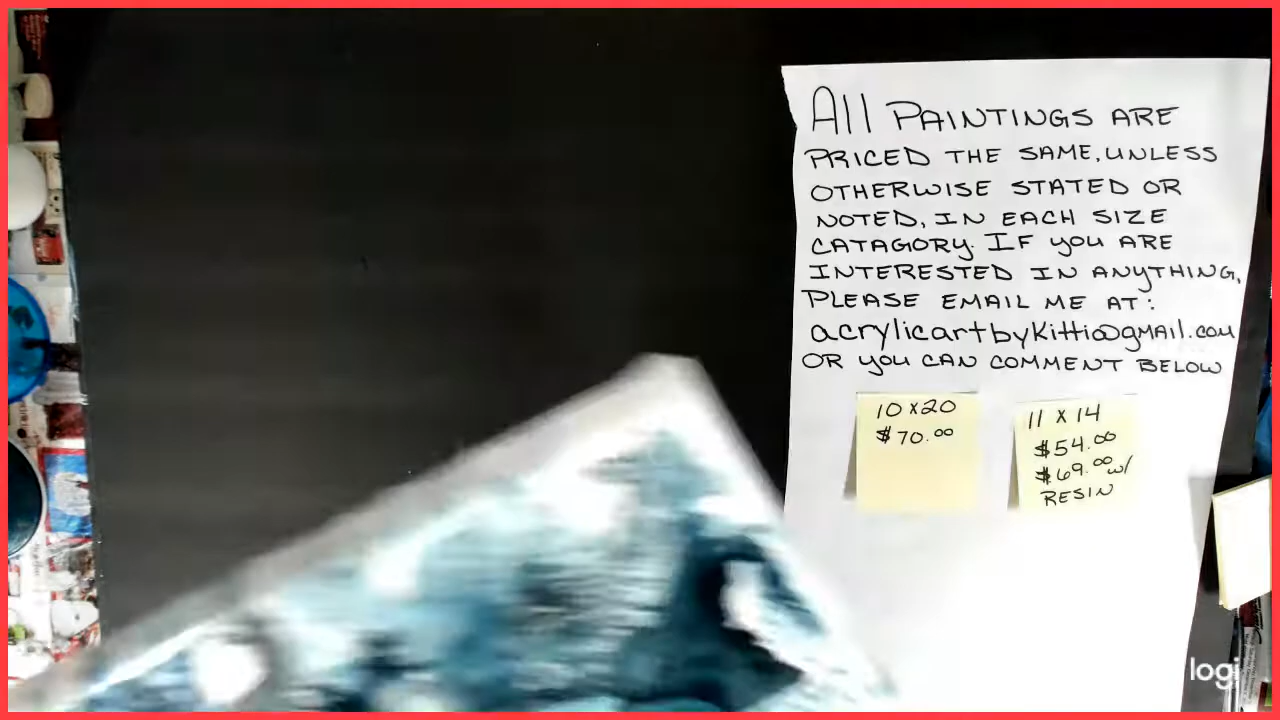 All PAINTINGS ARE
PRICED THE SAME, UNLESS
OTHERWISE STATED OR
NOTED, IN EACH SIZE
CATAGORY. IF YOU ARE
INTERESTED IN ANYTHING,
PLEASE EMAIL ME AT:
acrylicartbykitti@gmail.com
OR YOU CAN COMMENT BELOW
10 X 20
$70.00
11 X 14
$54.00
$69.00 w/
RESIN
logi